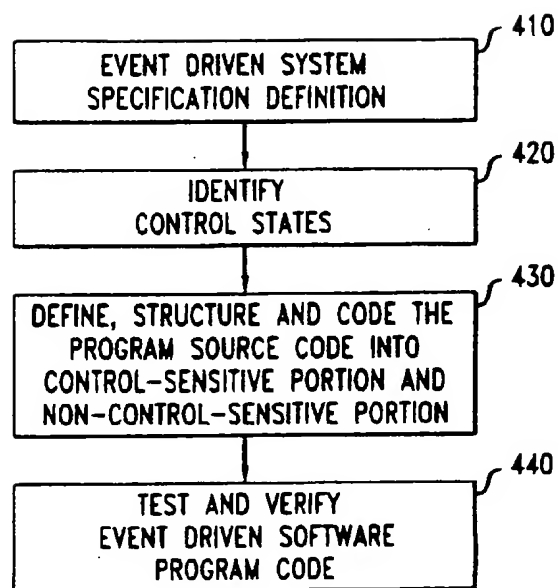 410
EVENT DRIVEN SYSTEM
SPECIFICATION DEFINITION
420
IDENTIFY
CONTROL STATES
430
DEFINE, STRUCTURE AND CODE THE
PROGRAM SOURCE CODE INTO
CONTROL-SENSITIVE PORTION AND
NON-CONTROL-SENSITIVE PORTION
440
TEST AND VERIFY
EVENT DRIVEN SOFTWARE
PROGRAM CODE